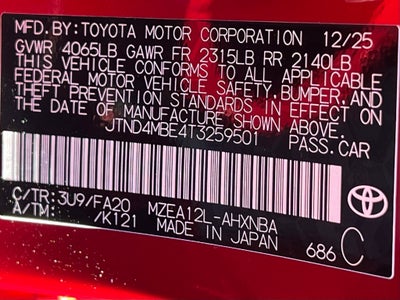 MFD BY: TOYOTA MOTOR CORPORATION 12/25
GVWR 4065LB GAWR FR 2315LB RR 2140LB
THIS VEHICLE CONFORMS TO ALL APPLICABLE
FEDERAL MOTOR VEHICLE SAFETY, BUMPER, AND
THEFT PREVENTION STANDARDS IN EFFECT ON
THE DATE OF MANUFACTURE SHOWN ABOVE.
JTND4MBE4T3259501 PASS.CAR
C/TR: 3U9/FA20 MZEA12L-AHXNBA
A/TM: /K121 MADE IN JAPAN 686 C